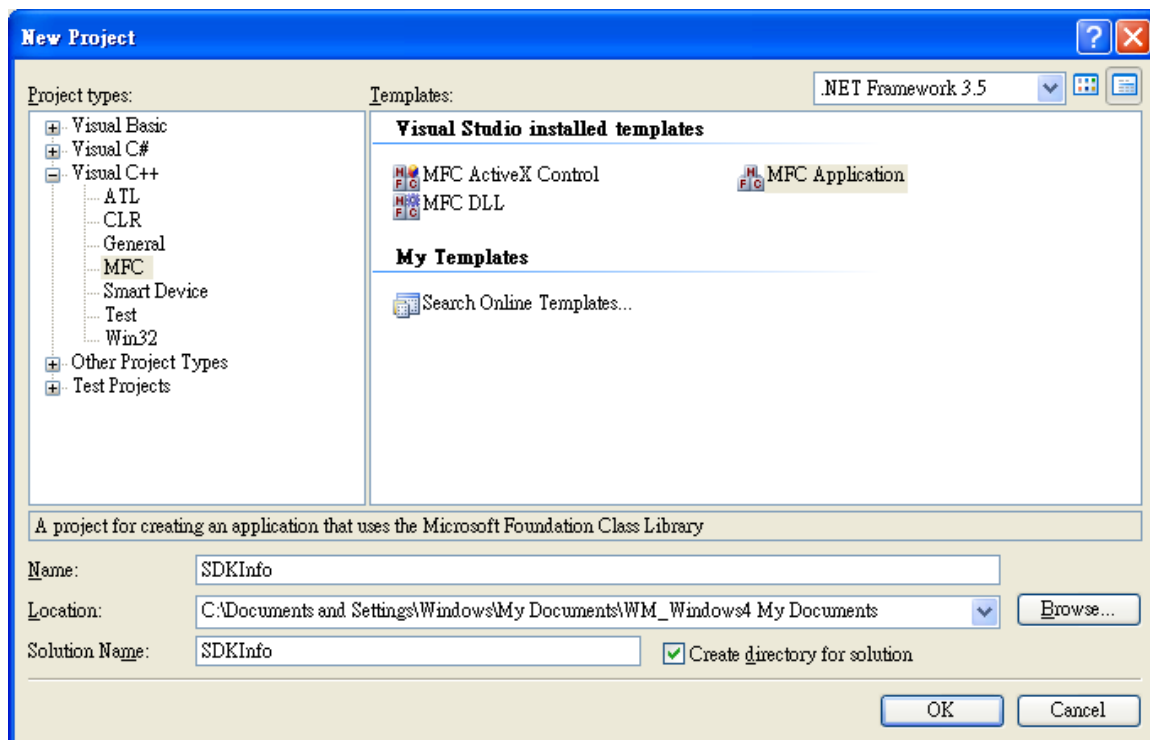 New Project
Project types:
Templates:
.NET Framework 3.5
Visual Basic
Visual C#
Visual C++
ATL
CLR
General
MFC
Smart Device
Test
Win32
Other Project Types
Test Projects
Visual Studio installed templates
MFC ActiveX Control
MFC Application
MFC DLL
My Templates
Search Online Templates...
A project for creating an application that uses the Microsoft Foundation Class Library
Name:
SDKInfo
Location:
C:\Documents and Settings\Windows\My Documents\WM_Windows4 My Documents
Browse...
Solution Name:
SDKInfo
Create directory for solution
OK
Cancel